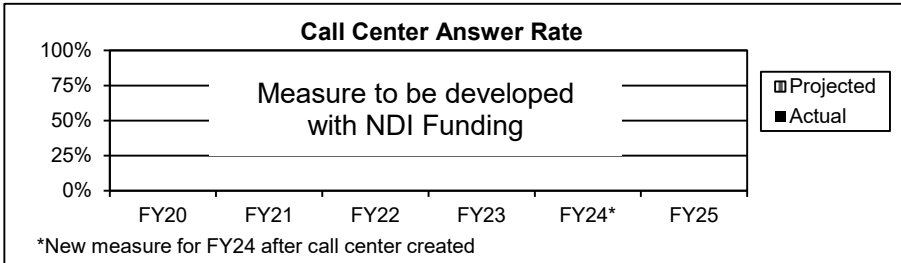 Call Center Answer Rate
100%
75%
50%
25%
0%
Measure to be developed
with NDI Funding
Projected
Actual
FY20 FY21 FY22 FY23 FY24* FY25
*New measure for FY24 after call center created